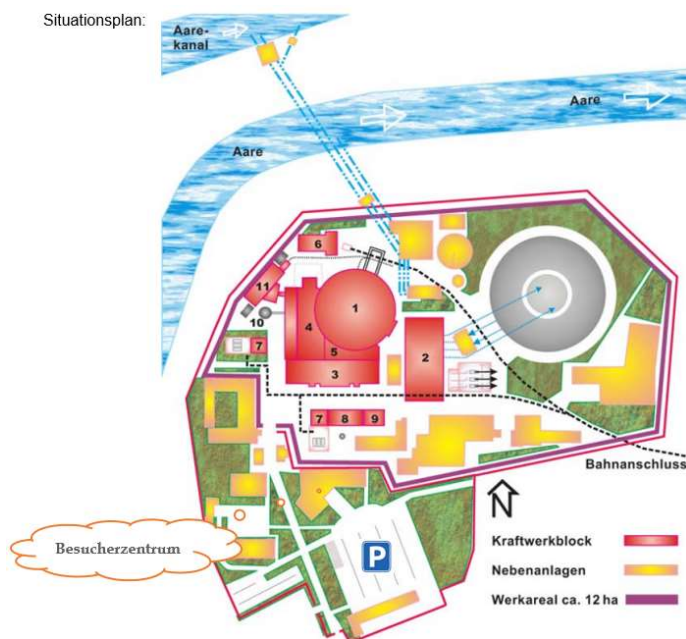 Situationsplan:
Aare-
kanal
Aare
Aare
6
11
1
10
4
7
5
2
3
7 8 9
Bahnanschluss
N
Besucherzentrum
P
Kraftwerkblock
Nebenanlagen
Werkareal ca. 12 ha